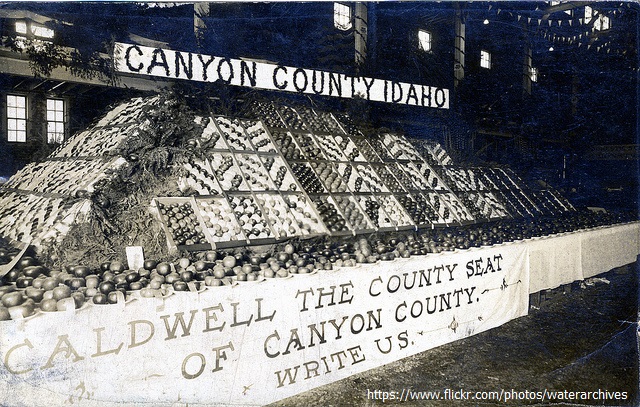 CANYON COUNTY IDAHO
CALDWELL THE COUNTY SEAT
OF CANYON COUNTY.
WRITE US.
https://www.flickr.com/photos/waterarchives